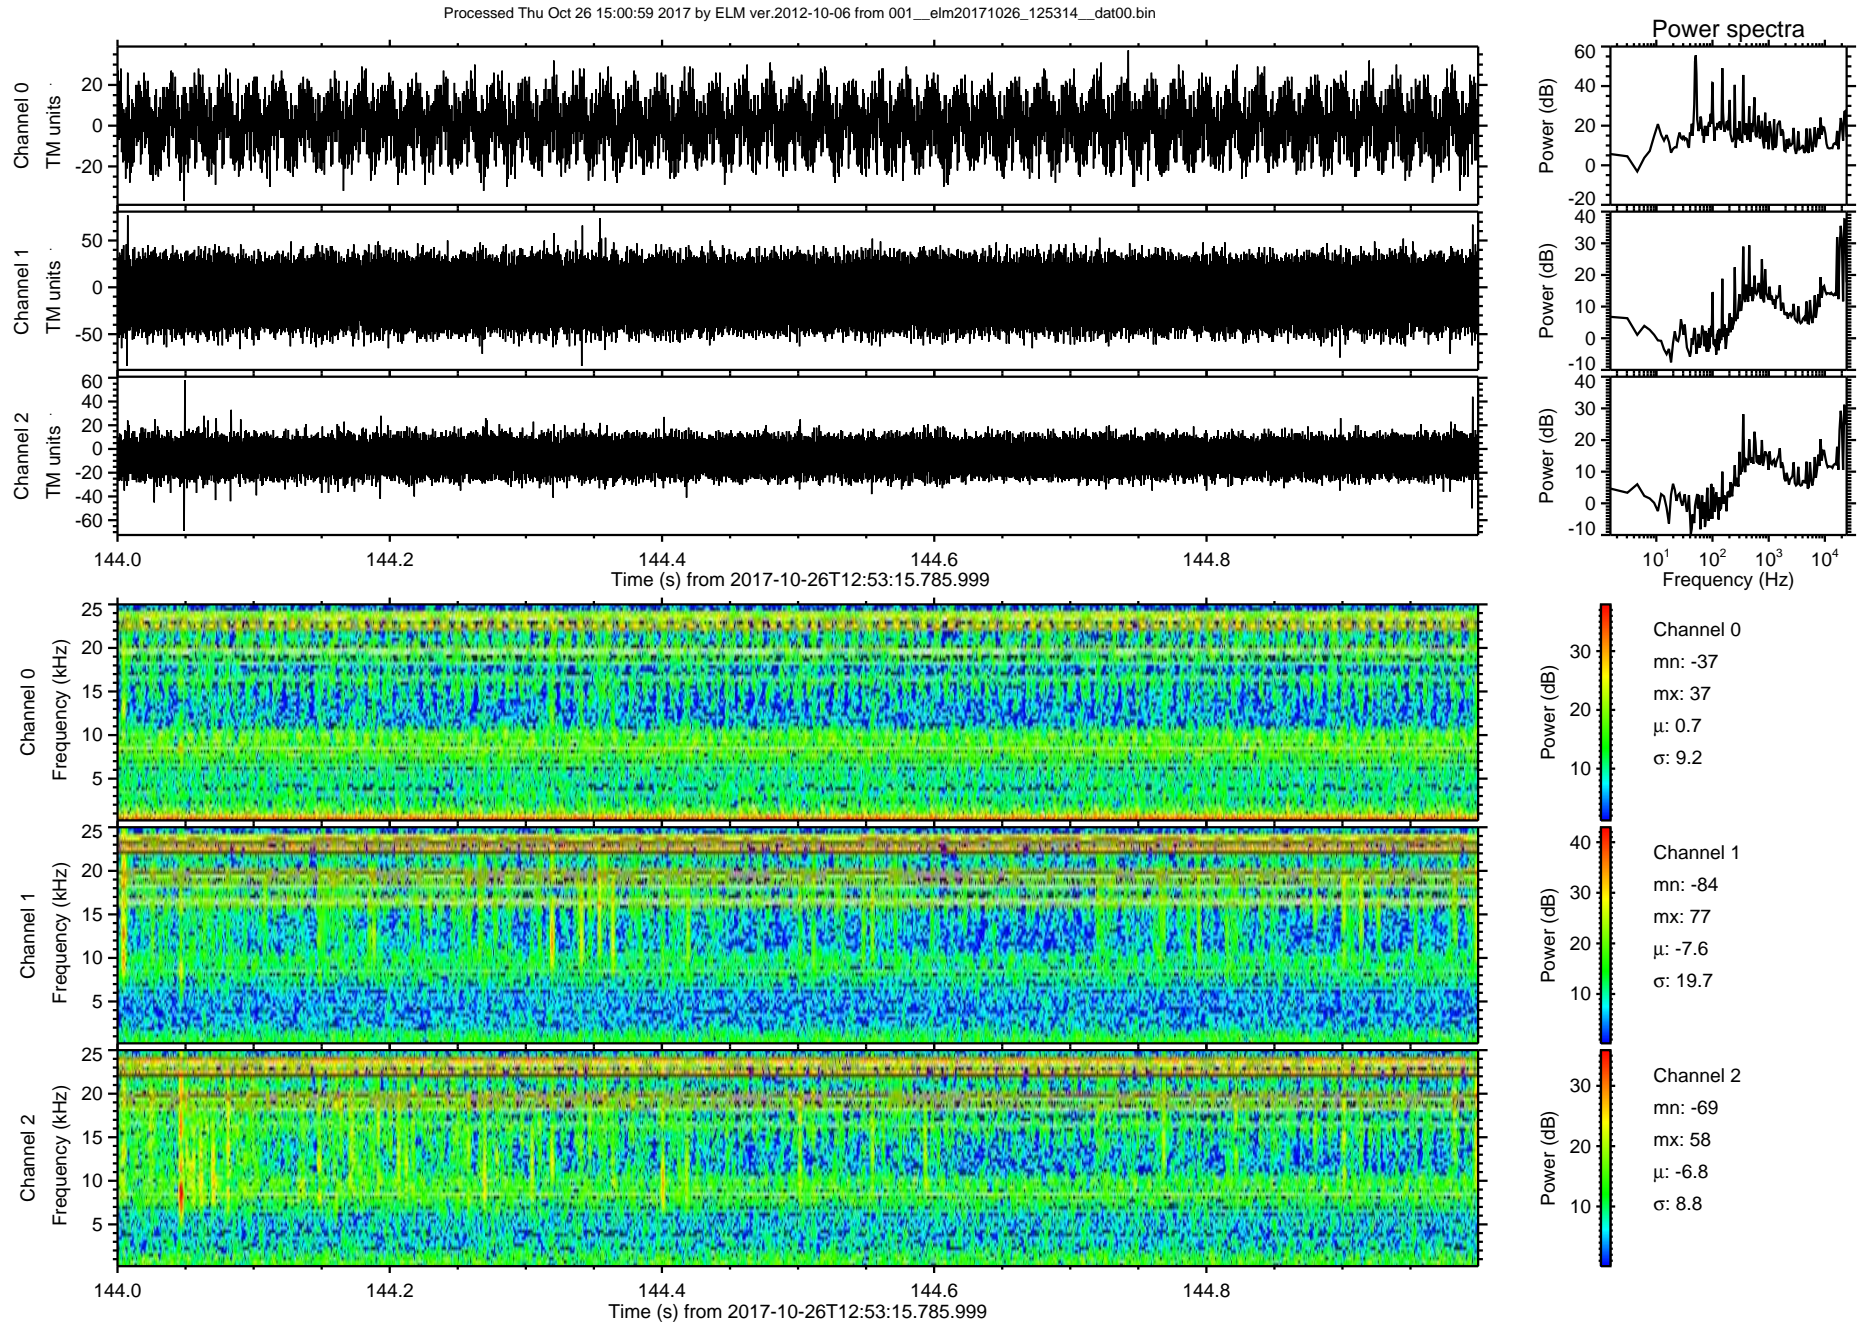 Processed Thu Oct 26 15:00:59 2017 by ELM ver.2012-10-06 from 001__elm20171026_125314__dat00.bin
Power spectra
Channel 0
TM units
20
0
-20
Power (dB)
60
40
20
0
-20
Channel 1
TM units
50
0
-50
Power (dB)
40
30
20
10
0
-10
Channel 2
TM units
60
40
20
0
-20
-40
-60
Power (dB)
40
30
20
10
0
-10
144.0 144.2 144.4 144.6 144.8
Time (s) from 2017-10-26T12:53:15.785.999
10^1 10^2 10^3 10^4
Frequency (Hz)
Channel 0
Frequency (kHz)
25
20
15
10
5
Power (dB)
30
20
10
Channel 0
mn: -37
mx: 37
μ: 0.7
σ: 9.2
Channel 1
Frequency (kHz)
25
20
15
10
5
Power (dB)
40
30
20
10
Channel 1
mn: -84
mx: 77
μ: -7.6
σ: 19.7
Channel 2
Frequency (kHz)
25
20
15
10
5
Power (dB)
30
20
10
Channel 2
mn: -69
mx: 58
μ: -6.8
σ: 8.8
144.0 144.2 144.4 144.6 144.8
Time (s) from 2017-10-26T12:53:15.785.999